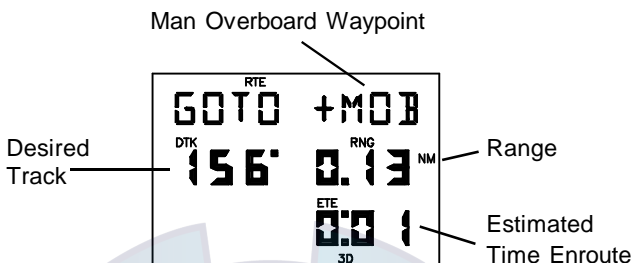 Man Overboard Waypoint
RTE
GOTO +MOB
Desired
Track
DTK
156°
RNG
0.13 NM
Range
ETE
0:01
Estimated
Time Enroute
3D